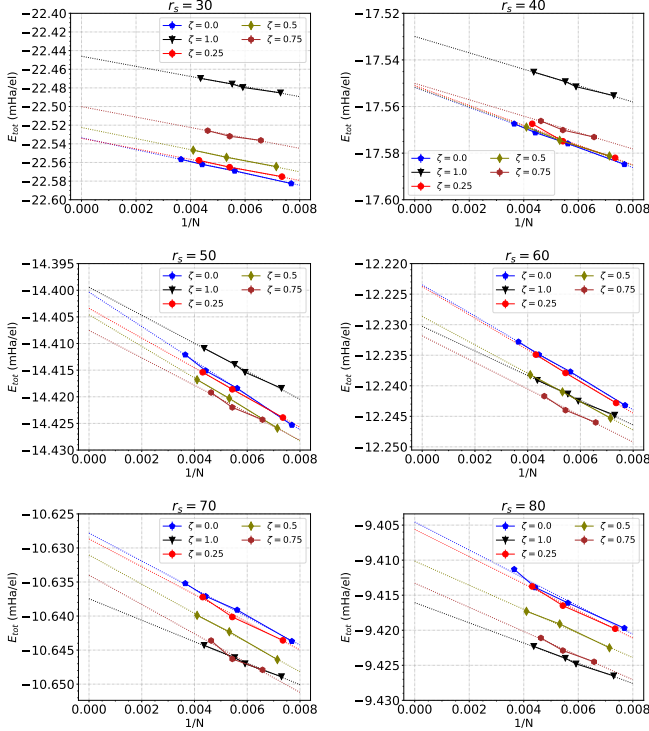 r_s = 30
r_s = 40
−22.40
−22.42
−22.44
−22.46
−22.48
−22.50
−22.52
−22.54
−22.56
−22.58
−22.60
E_tot (mHa/el)
ζ = 0.0
ζ = 1.0
ζ = 0.25
ζ = 0.5
ζ = 0.75
0.000 0.002 0.004 0.006 0.008
1/N
−17.52
−17.54
−17.56
−17.58
−17.60
E_tot (mHa/el)
ζ = 0.0
ζ = 1.0
ζ = 0.25
ζ = 0.5
ζ = 0.75
0.000 0.002 0.004 0.006 0.008
1/N
r_s = 50
r_s = 60
−14.395
−14.400
−14.405
−14.410
−14.415
−14.420
−14.425
−14.430
E_tot (mHa/el)
ζ = 0.0
ζ = 1.0
ζ = 0.25
ζ = 0.5
ζ = 0.75
0.000 0.002 0.004 0.006 0.008
1/N
−12.220
−12.225
−12.230
−12.235
−12.240
−12.245
−12.250
E_tot (mHa/el)
ζ = 0.0
ζ = 1.0
ζ = 0.25
ζ = 0.5
ζ = 0.75
0.000 0.002 0.004 0.006 0.008
1/N
r_s = 70
r_s = 80
−10.625
−10.630
−10.635
−10.640
−10.645
−10.650
E_tot (mHa/el)
ζ = 0.0
ζ = 1.0
ζ = 0.25
ζ = 0.5
ζ = 0.75
0.000 0.002 0.004 0.006 0.008
1/N
−9.405
−9.410
−9.415
−9.420
−9.425
−9.430
E_tot (mHa/el)
ζ = 0.0
ζ = 1.0
ζ = 0.25
ζ = 0.5
ζ = 0.75
0.000 0.002 0.004 0.006 0.008
1/N